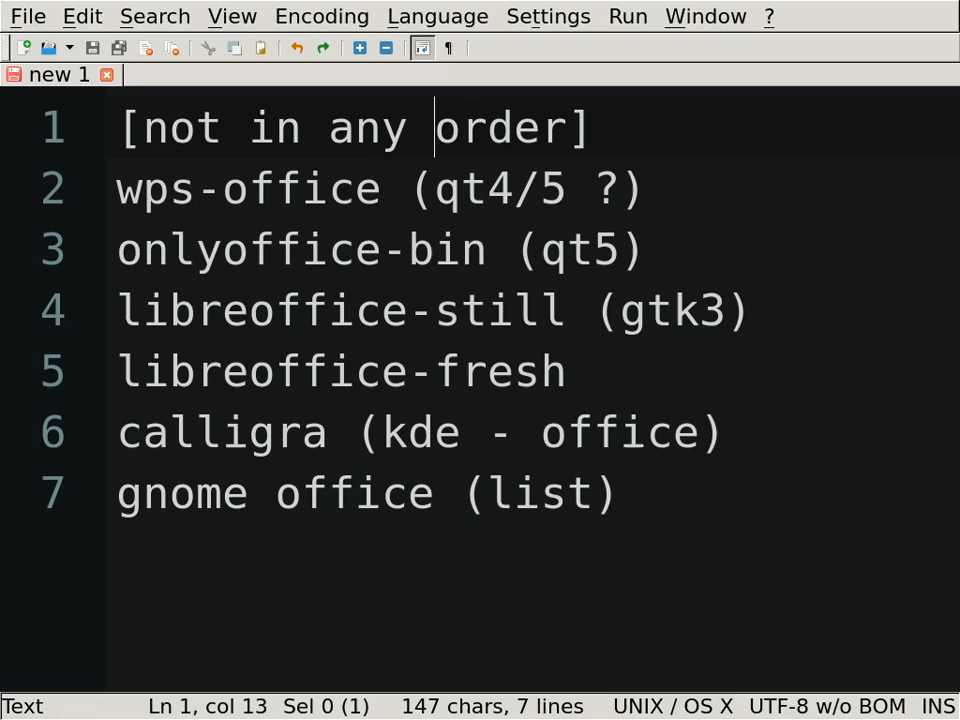 File Edit Search View Encoding Language Settings Run Window ?
new 1
1 [not in any order]
2 wps-office (qt4/5 ?)
3 onlyoffice-bin (qt5)
4 libreoffice-still (gtk3)
5 libreoffice-fresh
6 calligra (kde - office)
7 gnome office (list)
Text Ln 1, col 13 Sel 0 (1) 147 chars, 7 lines UNIX / OS X UTF-8 w/o BOM INS